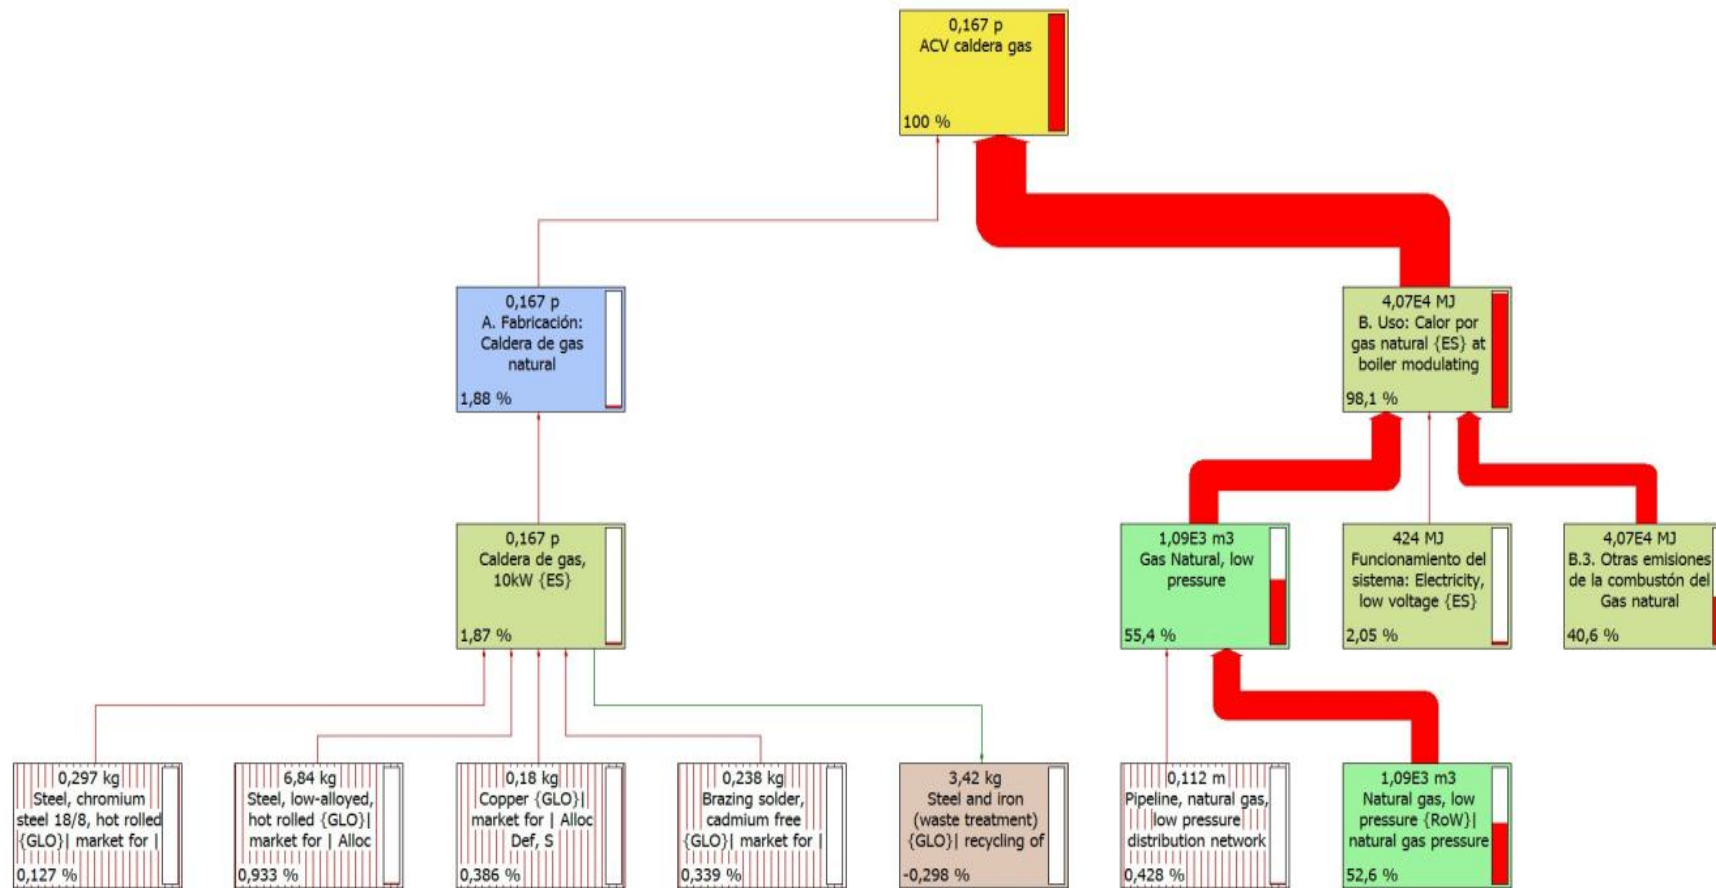 0,167 p
ACV caldera gas
100 %
0,167 p
A. Fabricación:
Caldera de gas
natural
1,88 %
4,07E4 MJ
B. Uso: Calor por
gas natural {ES} at
boiler modulating
98,1 %
0,167 p
Caldera de gas,
10kW {ES}
1,87 %
1,09E3 m3
Gas Natural, low
pressure
55,4 %
424 MJ
Funcionamiento del
sistema: Electricity,
low voltage {ES}
2,05 %
4,07E4 MJ
B.3. Otras emisiones
de la combustón del
Gas natural
40,6 %
0,297 kg
Steel, chromium
steel 18/8, hot rolled
{GLO}| market for |
0,127 %
6,84 kg
Steel, low-alloyed,
hot rolled {GLO}|
market for | Alloc
0,933 %
0,18 kg
Copper {GLO}|
market for | Alloc
Def, S
0,386 %
0,238 kg
Brazing solder,
cadmium free
{GLO}| market for |
0,339 %
3,42 kg
Steel and iron
(waste treatment)
{GLO}| recycling of
-0,298 %
0,112 m
Pipeline, natural gas,
low pressure
distribution network
0,428 %
1,09E3 m3
Natural gas, low
pressure {RoW}|
natural gas pressure
52,6 %